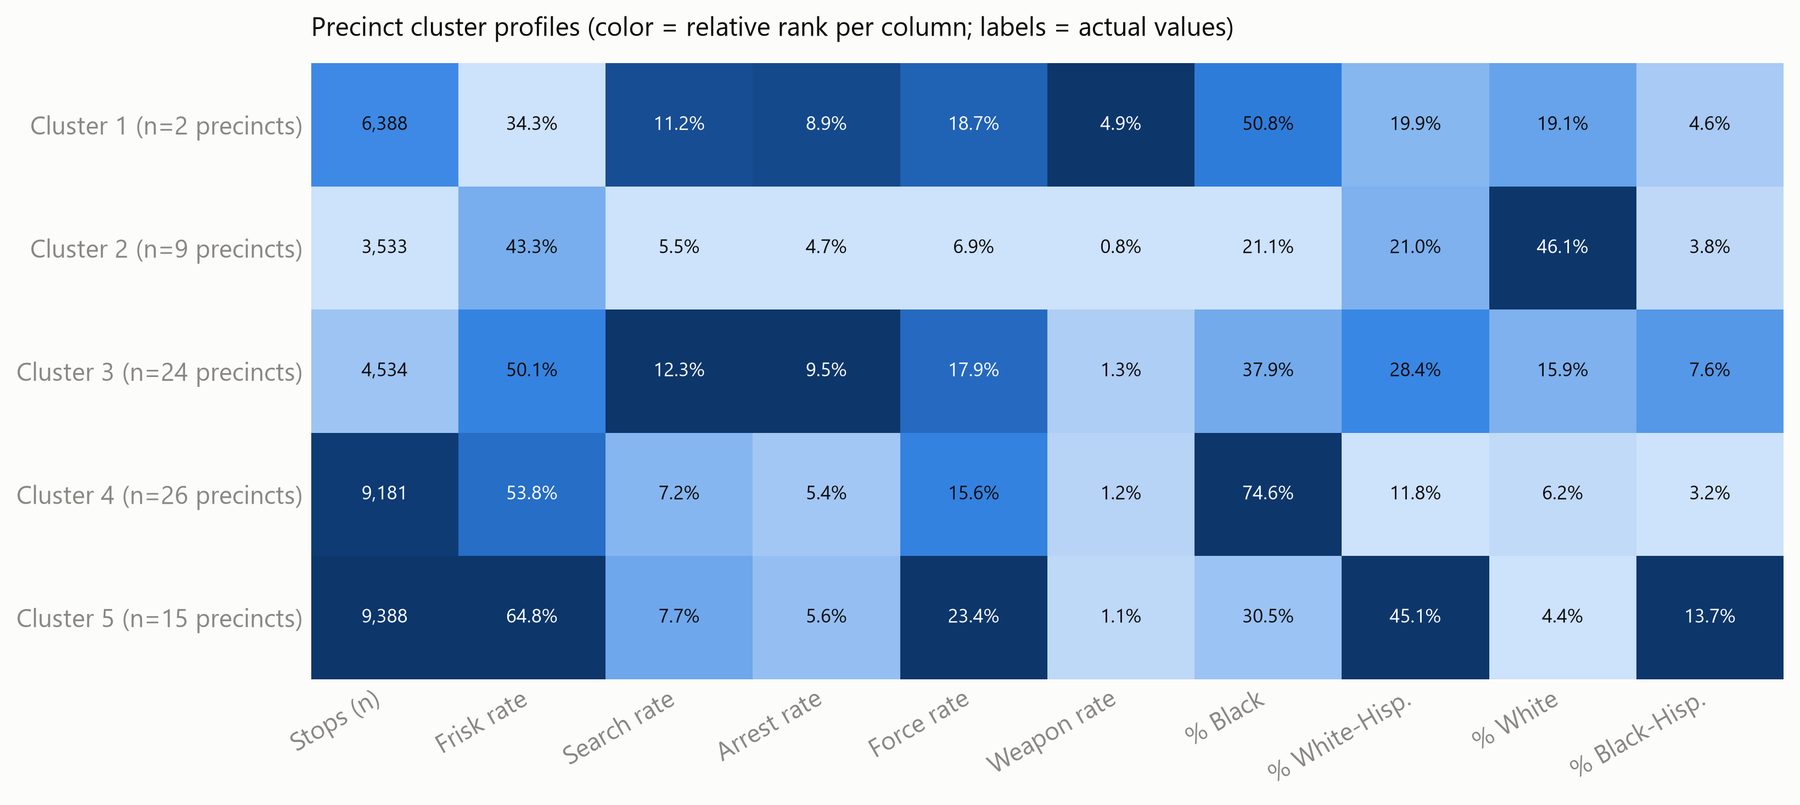 Precinct cluster profiles (color = relative rank per column; labels = actual values)
Cluster 1 (n=2 precincts) 6,388 34.3% 11.2% 8.9% 18.7% 4.9% 50.8% 19.9% 19.1% 4.6%
Cluster 2 (n=9 precincts) 3,533 43.3% 5.5% 4.7% 6.9% 0.8% 21.1% 21.0% 46.1% 3.8%
Cluster 3 (n=24 precincts) 4,534 50.1% 12.3% 9.5% 17.9% 1.3% 37.9% 28.4% 15.9% 7.6%
Cluster 4 (n=26 precincts) 9,181 53.8% 7.2% 5.4% 15.6% 1.2% 74.6% 11.8% 6.2% 3.2%
Cluster 5 (n=15 precincts) 9,388 64.8% 7.7% 5.6% 23.4% 1.1% 30.5% 45.1% 4.4% 13.7%
Stops (n) Frisk rate Search rate Arrest rate Force rate Weapon rate % Black % White-Hisp. % White % Black-Hisp.